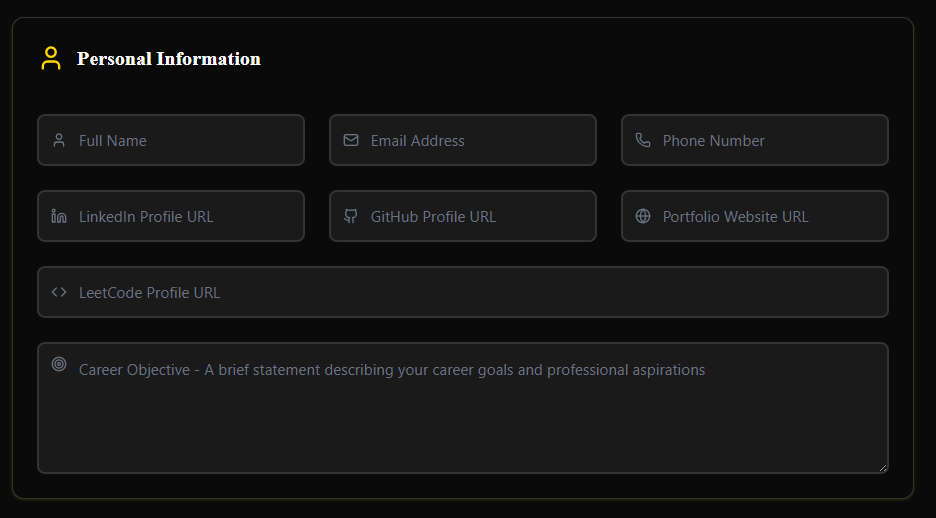 Personal Information
Full Name
Email Address
Phone Number
LinkedIn Profile URL
GitHub Profile URL
Portfolio Website URL
LeetCode Profile URL
Career Objective - A brief statement describing your career goals and professional aspirations